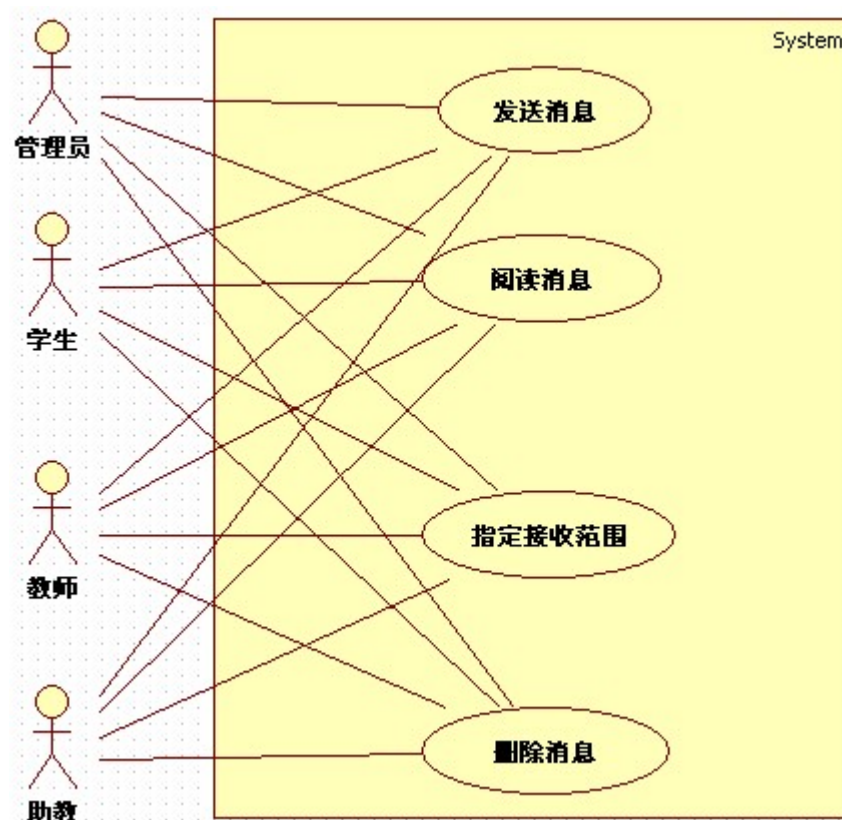 System
发送消息
管理员
阅读消息
学生
指定接收范围
教师
删除消息
助教